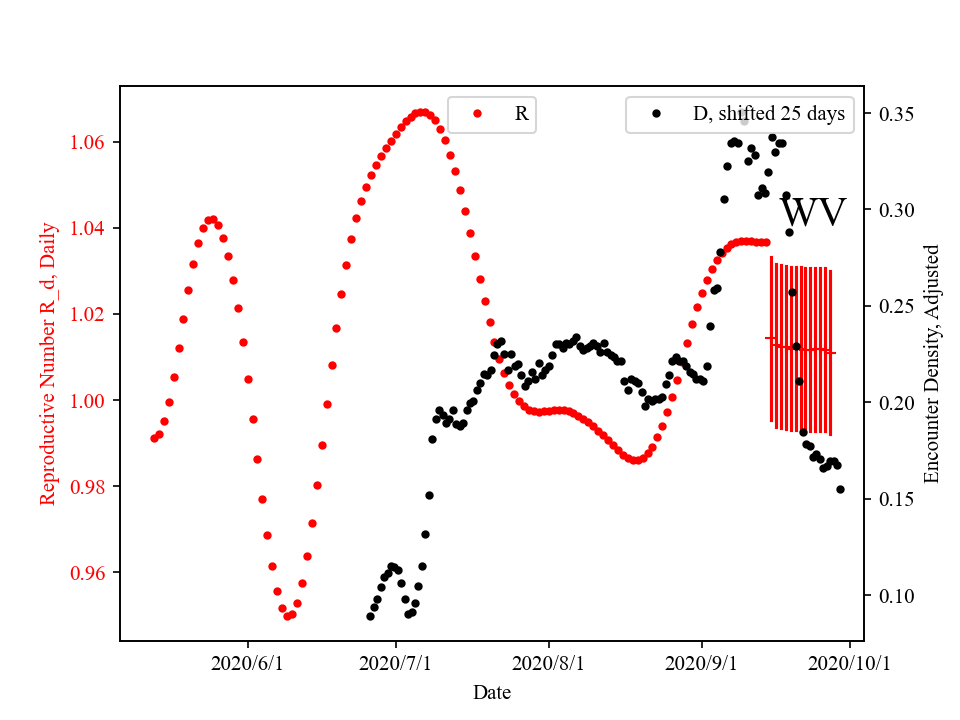 R
D, shifted 25 days
WV
Reproductive Number R_d, Daily
1.06
1.04
1.02
1.00
0.98
0.96
Encounter Density, Adjusted
0.35
0.30
0.25
0.20
0.15
0.10
2020/6/1
2020/7/1
2020/8/1
2020/9/1
2020/10/1
Date